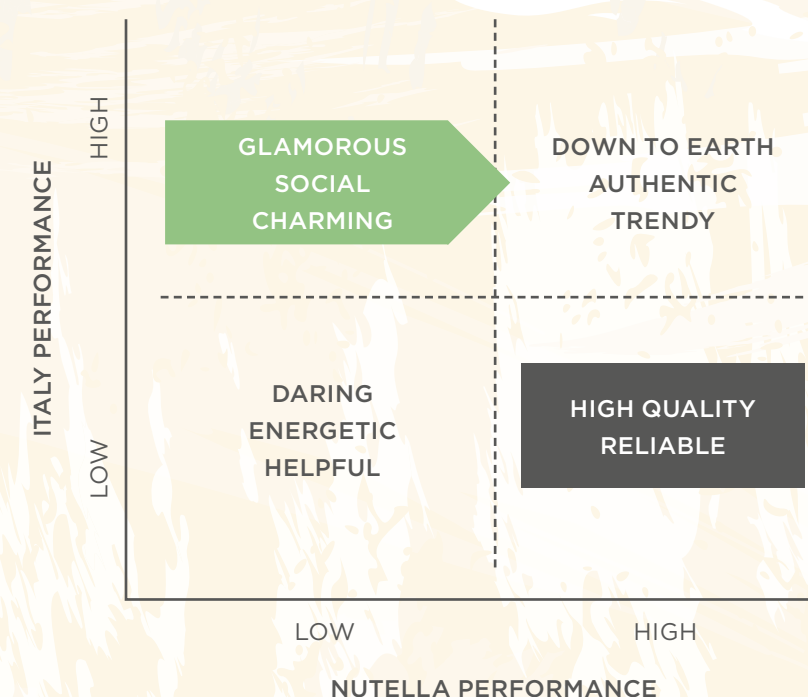 ITALY PERFORMANCE
HIGH
LOW
GLAMOROUS
SOCIAL
CHARMING
DOWN TO EARTH
AUTHENTIC
TRENDY
DARING
ENERGETIC
HELPFUL
HIGH QUALITY
RELIABLE
LOW
HIGH
NUTELLA PERFORMANCE